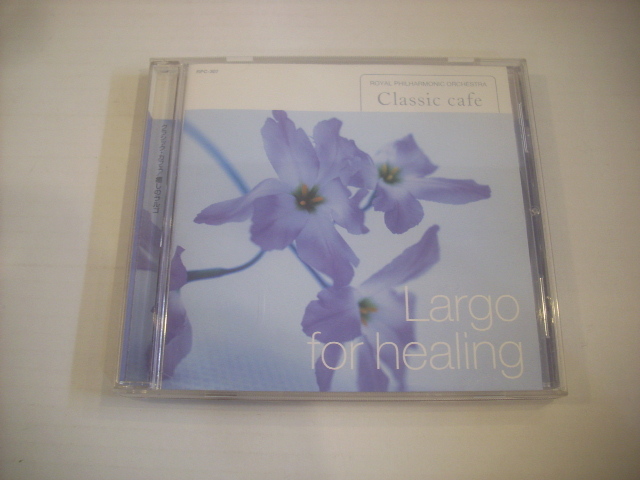 ROYAL PHILHARMONIC ORCHESTRA
Classic cafe
Largo
for healing